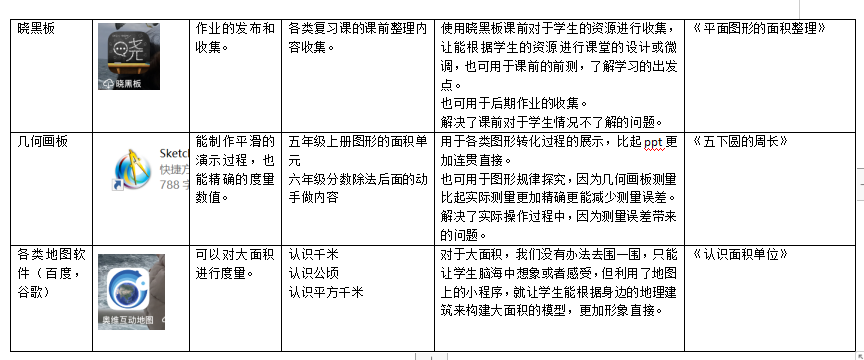 晓黑板
晓
晓黑板
作业的发布和
收集。
各类复习课的课前整理内
容收集。
使用晓黑板课前对于学生的资源进行收集，
让能根据学生的资源进行课堂的设计或微
调，也可用于课前的前测，了解学习的出发
点。
也可用于后期作业的收集。
解决了课前对于学生情况不了解的问题。
《平面图形的面积整理》
几何画板
Sketch
快捷方
788 字
能制作平滑的
演示过程，也
能精确的度量
数值。
五年级上册图形的面积单
元
六年级分数除法后面的动
手做内容
用于各类图形转化过程的展示，比起 ppt 更
加连贯直接。
也可用于图形规律探究，因为几何画板测量
比起实际测量更加精确更能减少测量误差。
解决了实际操作过程中，因为测量误差带来
的问题。
《五下圆的周长》
各类地图软
件（百度，
谷歌）
奥维互动地图
可以对大面积
进行度量。
认识千米
认识公顷
认识平方千米
对于大面积，我们没有办法去围一围，只能
让学生脑海中想象或者感受，但利用了地图
上的小程序，就让学生能根据身边的地理建
筑来构建大面积的模型，更加形象直接。
《认识面积单位》